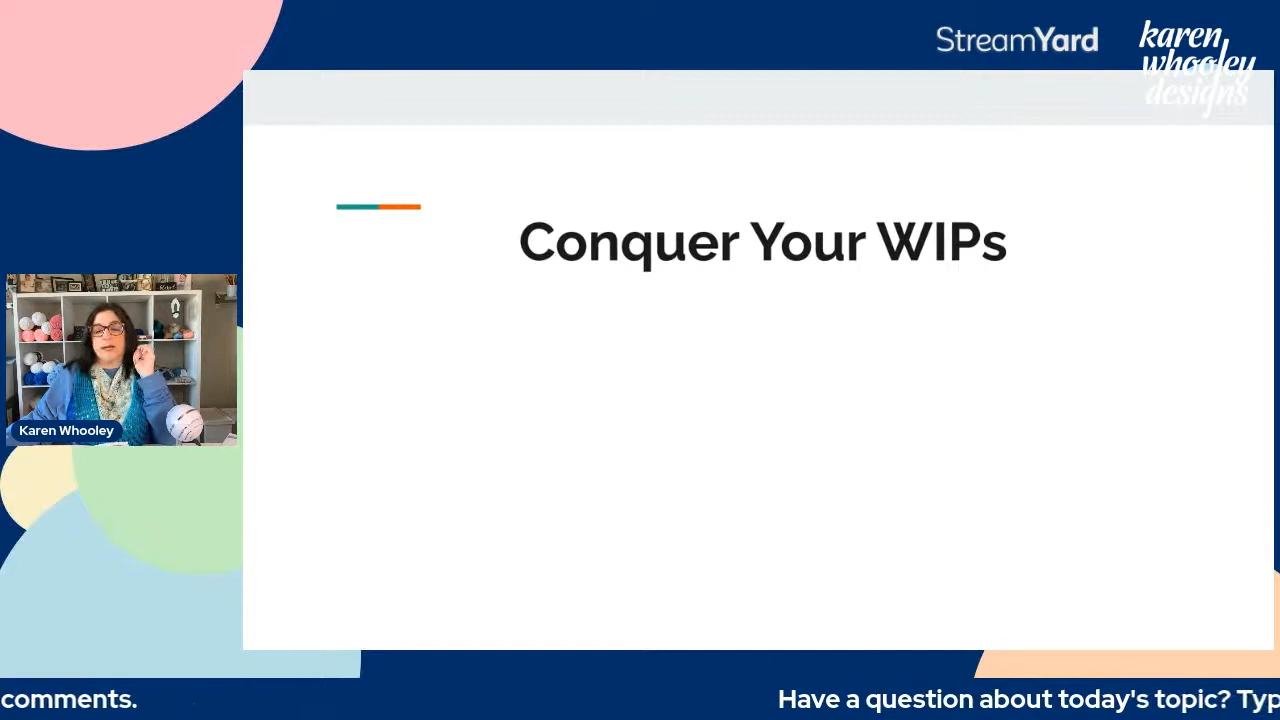 StreamYard
karen
whooley
designs
Conquer Your WIPs
Karen Whooley
comments.
Have a question about today's topic? Typ